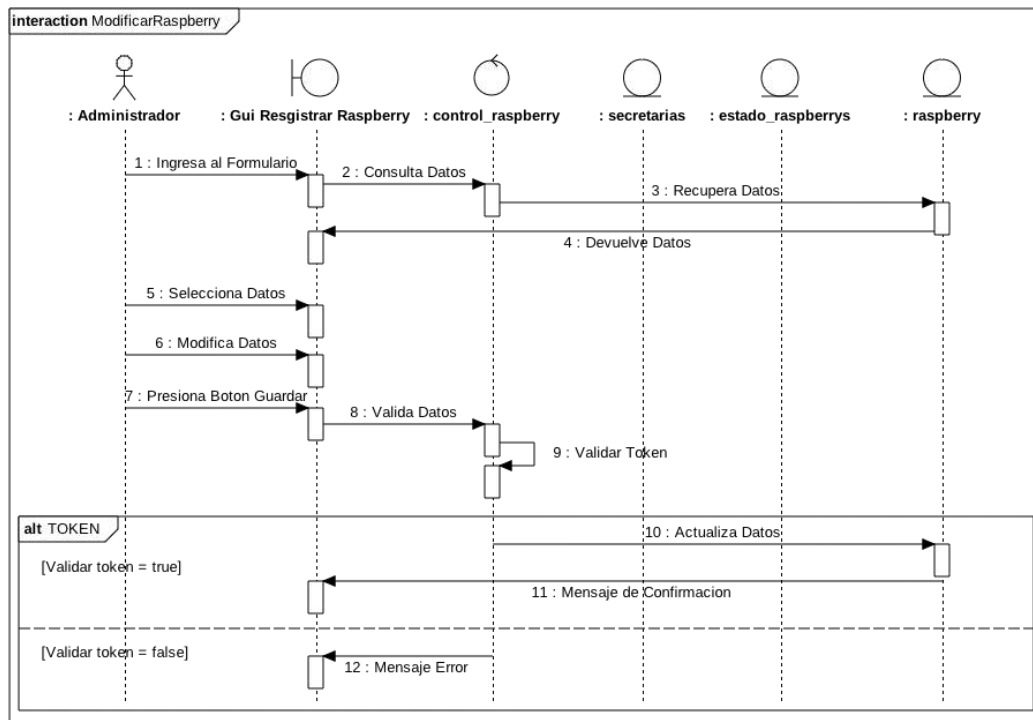 interaction ModificarRaspberry
: Administrador
: Gui Resgistrar Raspberry
: control_raspberry
: secretarias
: estado_raspberrys
: raspberry
1 : Ingresa al Formulario
2 : Consulta Datos
3 : Recupera Datos
4 : Devuelve Datos
5 : Selecciona Datos
6 : Modifica Datos
7 : Presiona Boton Guardar
8 : Valida Datos
9 : Validar Token
alt TOKEN
10 : Actualiza Datos
[Validar token = true]
11 : Mensaje de Confirmacion
[Validar token = false]
12 : Mensaje Error